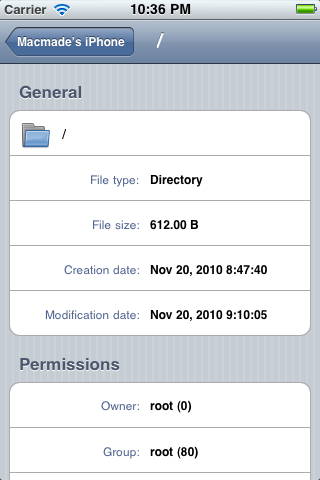 Carrier 10:36 PM
Macmade's iPhone /
General
/
File type: Directory
File size: 612.00 B
Creation date: Nov 20, 2010 8:47:40
Modification date: Nov 20, 2010 9:10:05
Permissions
Owner: root (0)
Group: root (80)